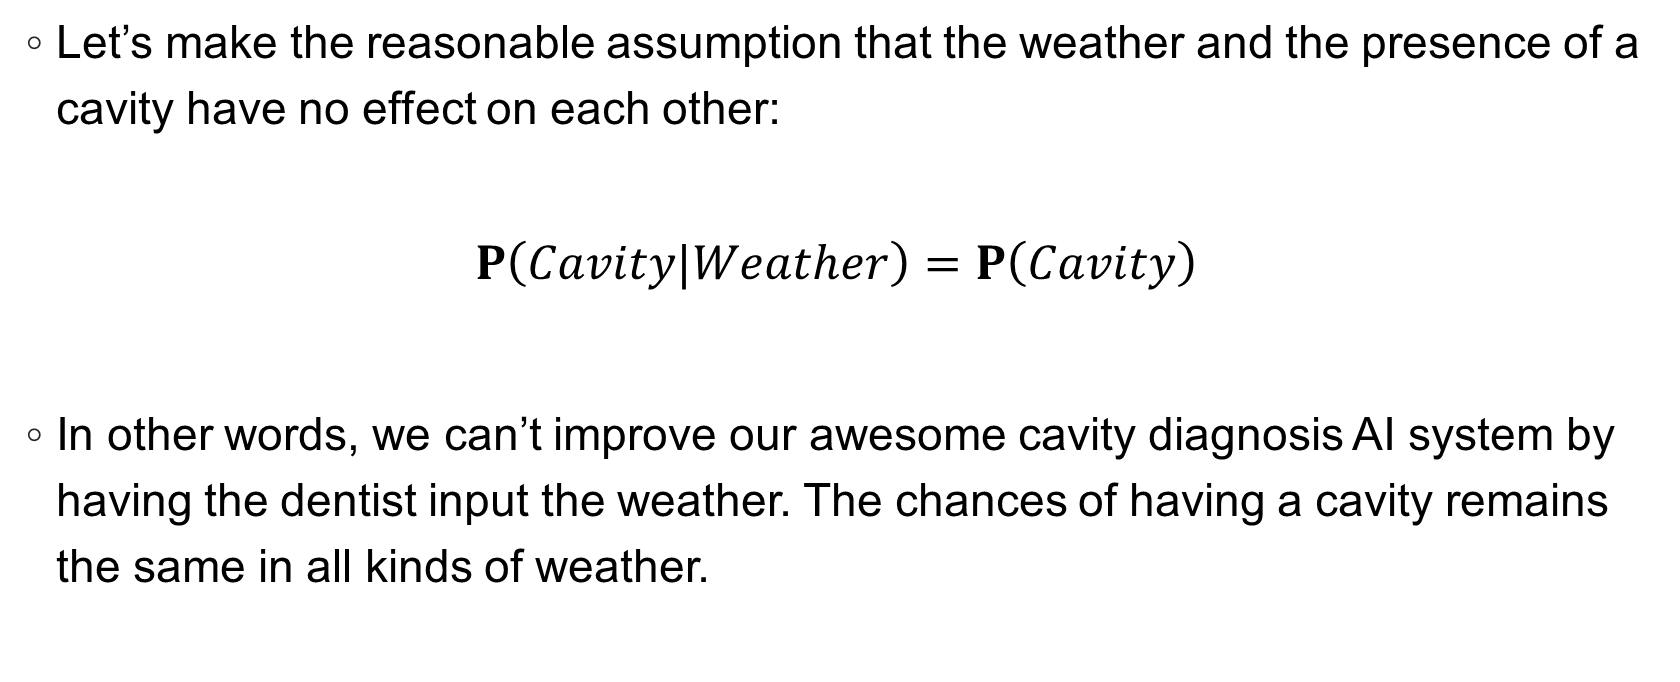 ◦ Let’s make the reasonable assumption that the weather and the presence of a
cavity have no effect on each other:
𝐏(𝐶𝑎𝑣𝑖𝑡𝑦|𝑊𝑒𝑎𝑡ℎ𝑒𝑟) = 𝐏(𝐶𝑎𝑣𝑖𝑡𝑦)
◦ In other words, we can’t improve our awesome cavity diagnosis AI system by
having the dentist input the weather. The chances of having a cavity remains
the same in all kinds of weather.